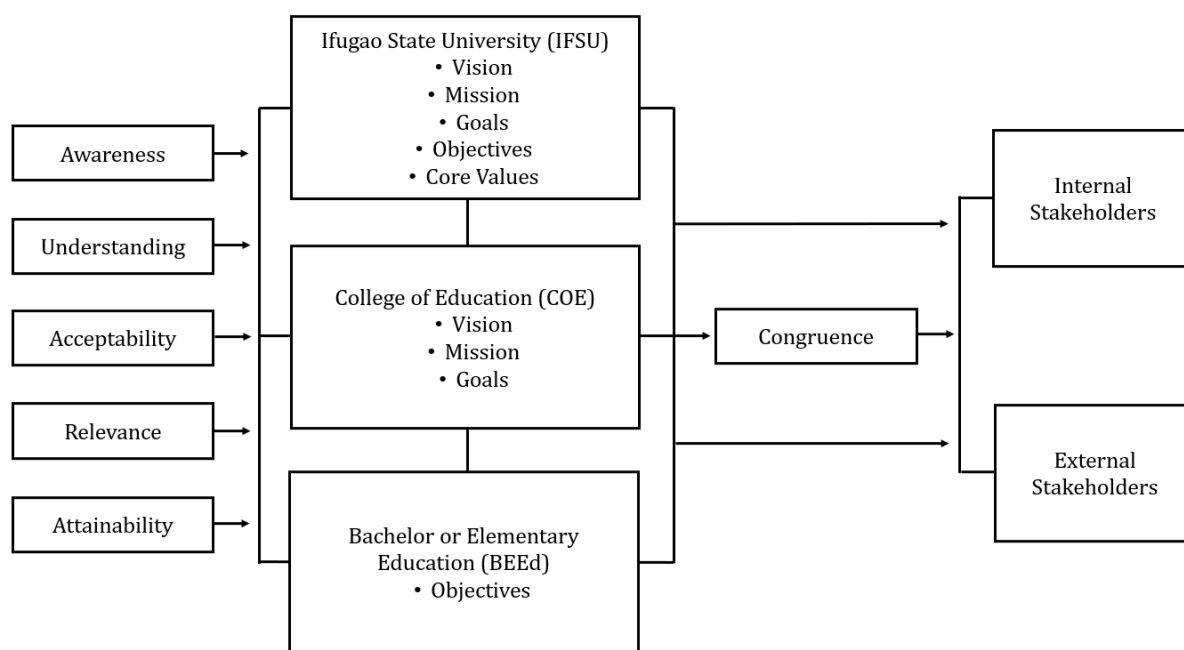 Awareness
Understanding
Acceptability
Relevance
Attainability
Ifugao State University (IFSU)
• Vision
• Mission
• Goals
• Objectives
• Core Values
College of Education (COE)
• Vision
• Mission
• Goals
Bachelor or Elementary
Education (BEEd)
• Objectives
Congruence
Internal
Stakeholders
External
Stakeholders